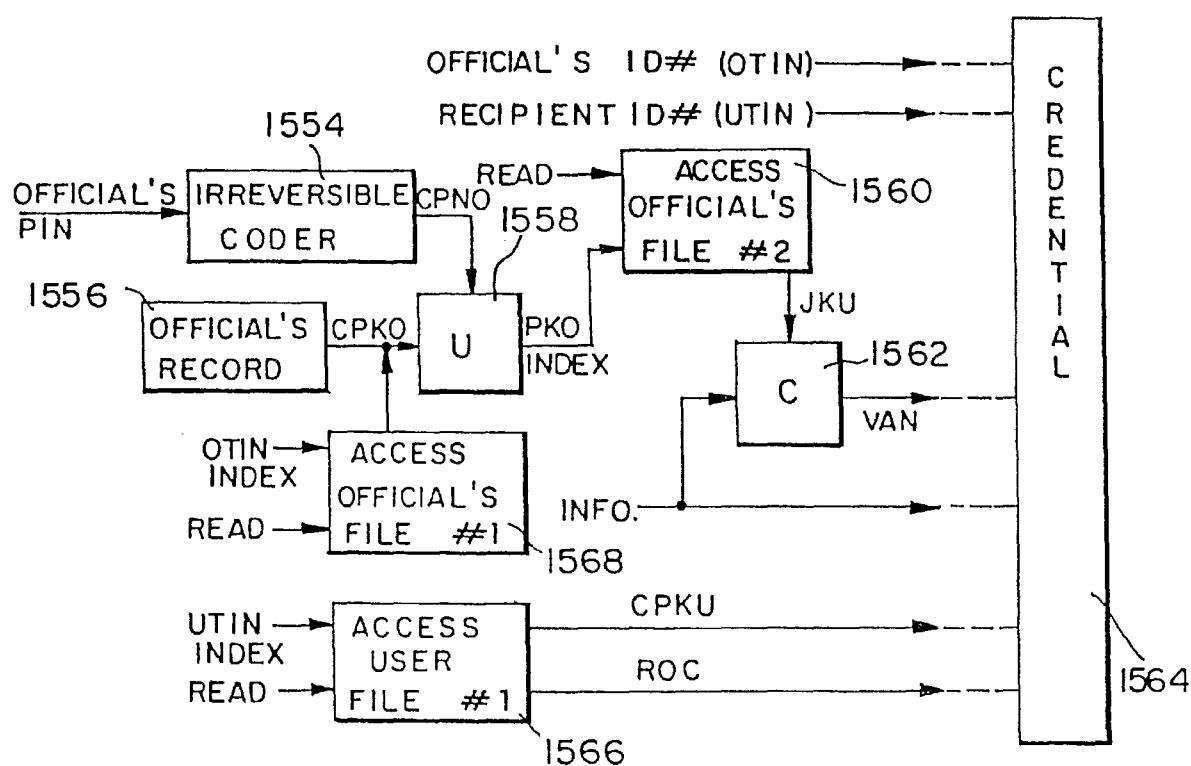 OFFICIAL'S ID# (OTIN)
RECIPIENT ID# (UTIN )
CREDENTIAL
1554
OFFICIAL'S
PIN
IRREVERSIBLE
CODER
CPNO
1558
READ
ACCESS
OFFICIAL'S
FILE #2
1560
1556
OFFICIAL'S
RECORD
CPKO
U
PKO
INDEX
JKU
C
1562
VAN
OTIN
INDEX
READ
ACCESS
OFFICIAL'S
FILE #1
1568
INFO.
UTIN
INDEX
READ
ACCESS
USER
FILE #1
1566
CPKU
ROC
1564